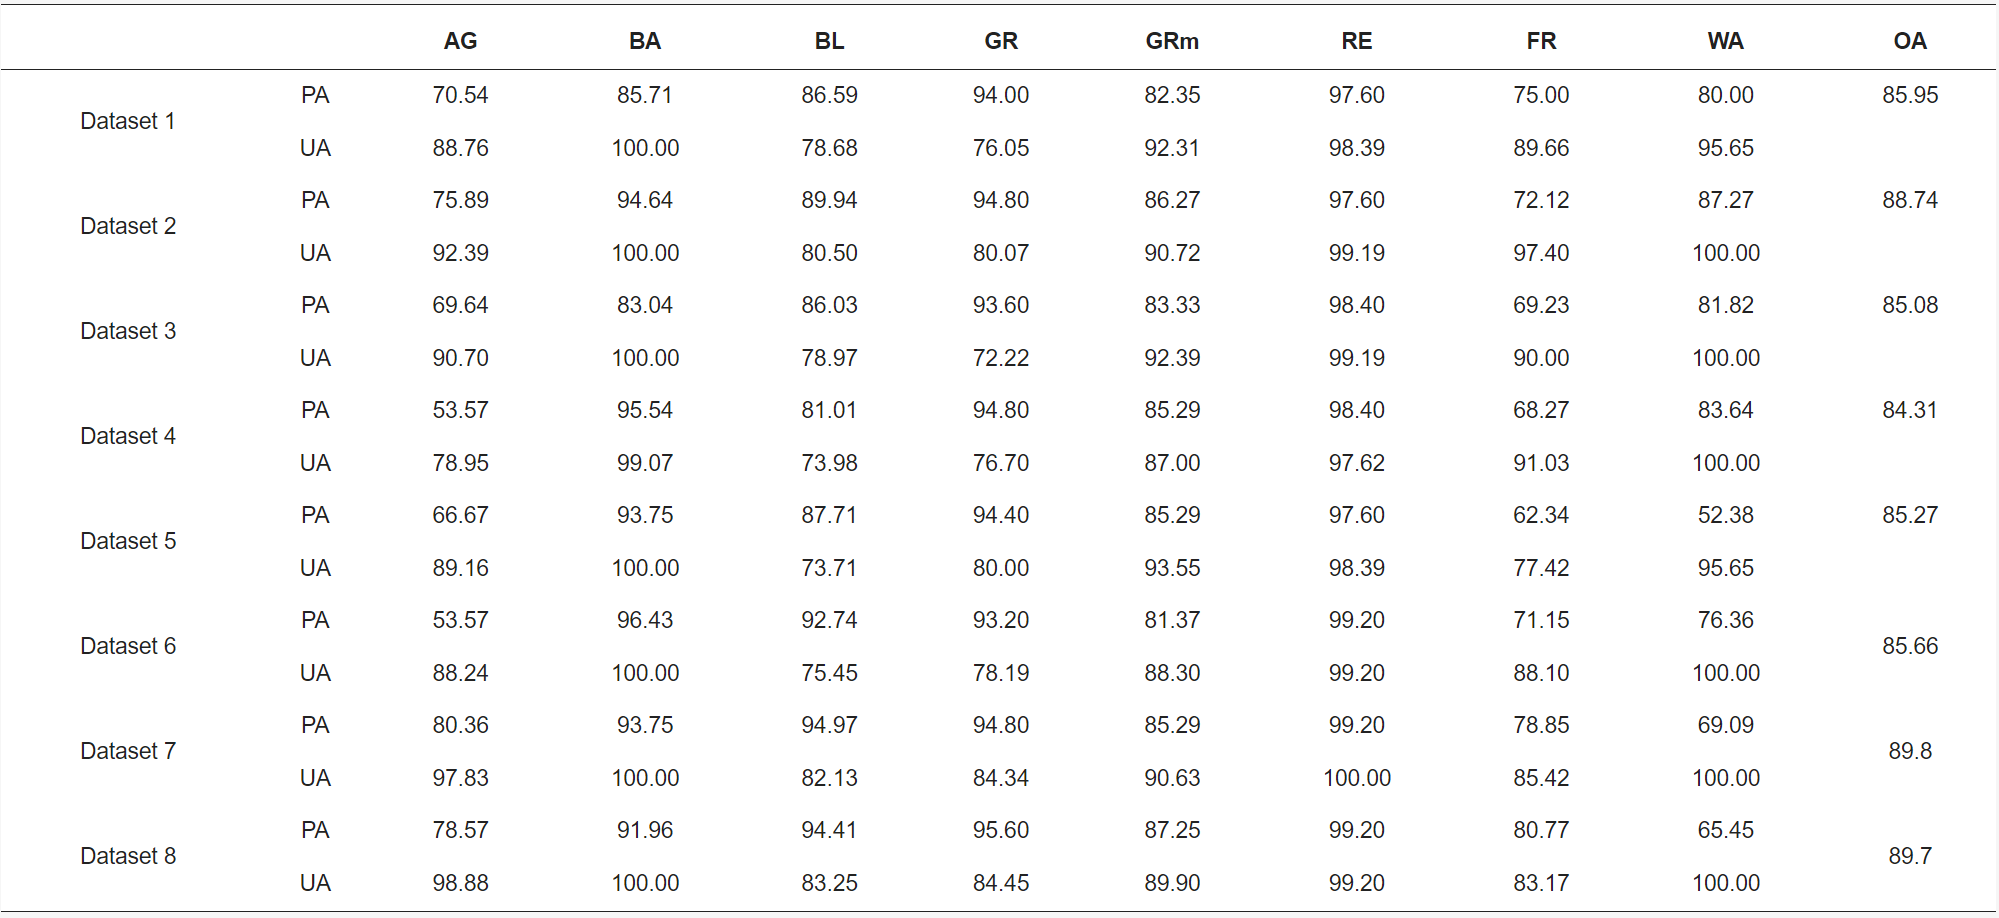 AG BA BL GR GRm RE FR WA OA
Dataset 1 PA 70.54 85.71 86.59 94.00 82.35 97.60 75.00 80.00 85.95
UA 88.76 100.00 78.68 76.05 92.31 98.39 89.66 95.65
Dataset 2 PA 75.89 94.64 89.94 94.80 86.27 97.60 72.12 87.27 88.74
UA 92.39 100.00 80.50 80.07 90.72 99.19 97.40 100.00
Dataset 3 PA 69.64 83.04 86.03 93.60 83.33 98.40 69.23 81.82 85.08
UA 90.70 100.00 78.97 72.22 92.39 99.19 90.00 100.00
Dataset 4 PA 53.57 95.54 81.01 94.80 85.29 98.40 68.27 83.64 84.31
UA 78.95 99.07 73.98 76.70 87.00 97.62 91.03 100.00
Dataset 5 PA 66.67 93.75 87.71 94.40 85.29 97.60 62.34 52.38 85.27
UA 89.16 100.00 73.71 80.00 93.55 98.39 77.42 95.65
Dataset 6 PA 53.57 96.43 92.74 93.20 81.37 99.20 71.15 76.36 85.66
UA 88.24 100.00 75.45 78.19 88.30 99.20 88.10 100.00
Dataset 7 PA 80.36 93.75 94.97 94.80 85.29 99.20 78.85 69.09 89.8
UA 97.83 100.00 82.13 84.34 90.63 100.00 85.42 100.00
Dataset 8 PA 78.57 91.96 94.41 95.60 87.25 99.20 80.77 65.45 89.7
UA 98.88 100.00 83.25 84.45 89.90 99.20 83.17 100.00